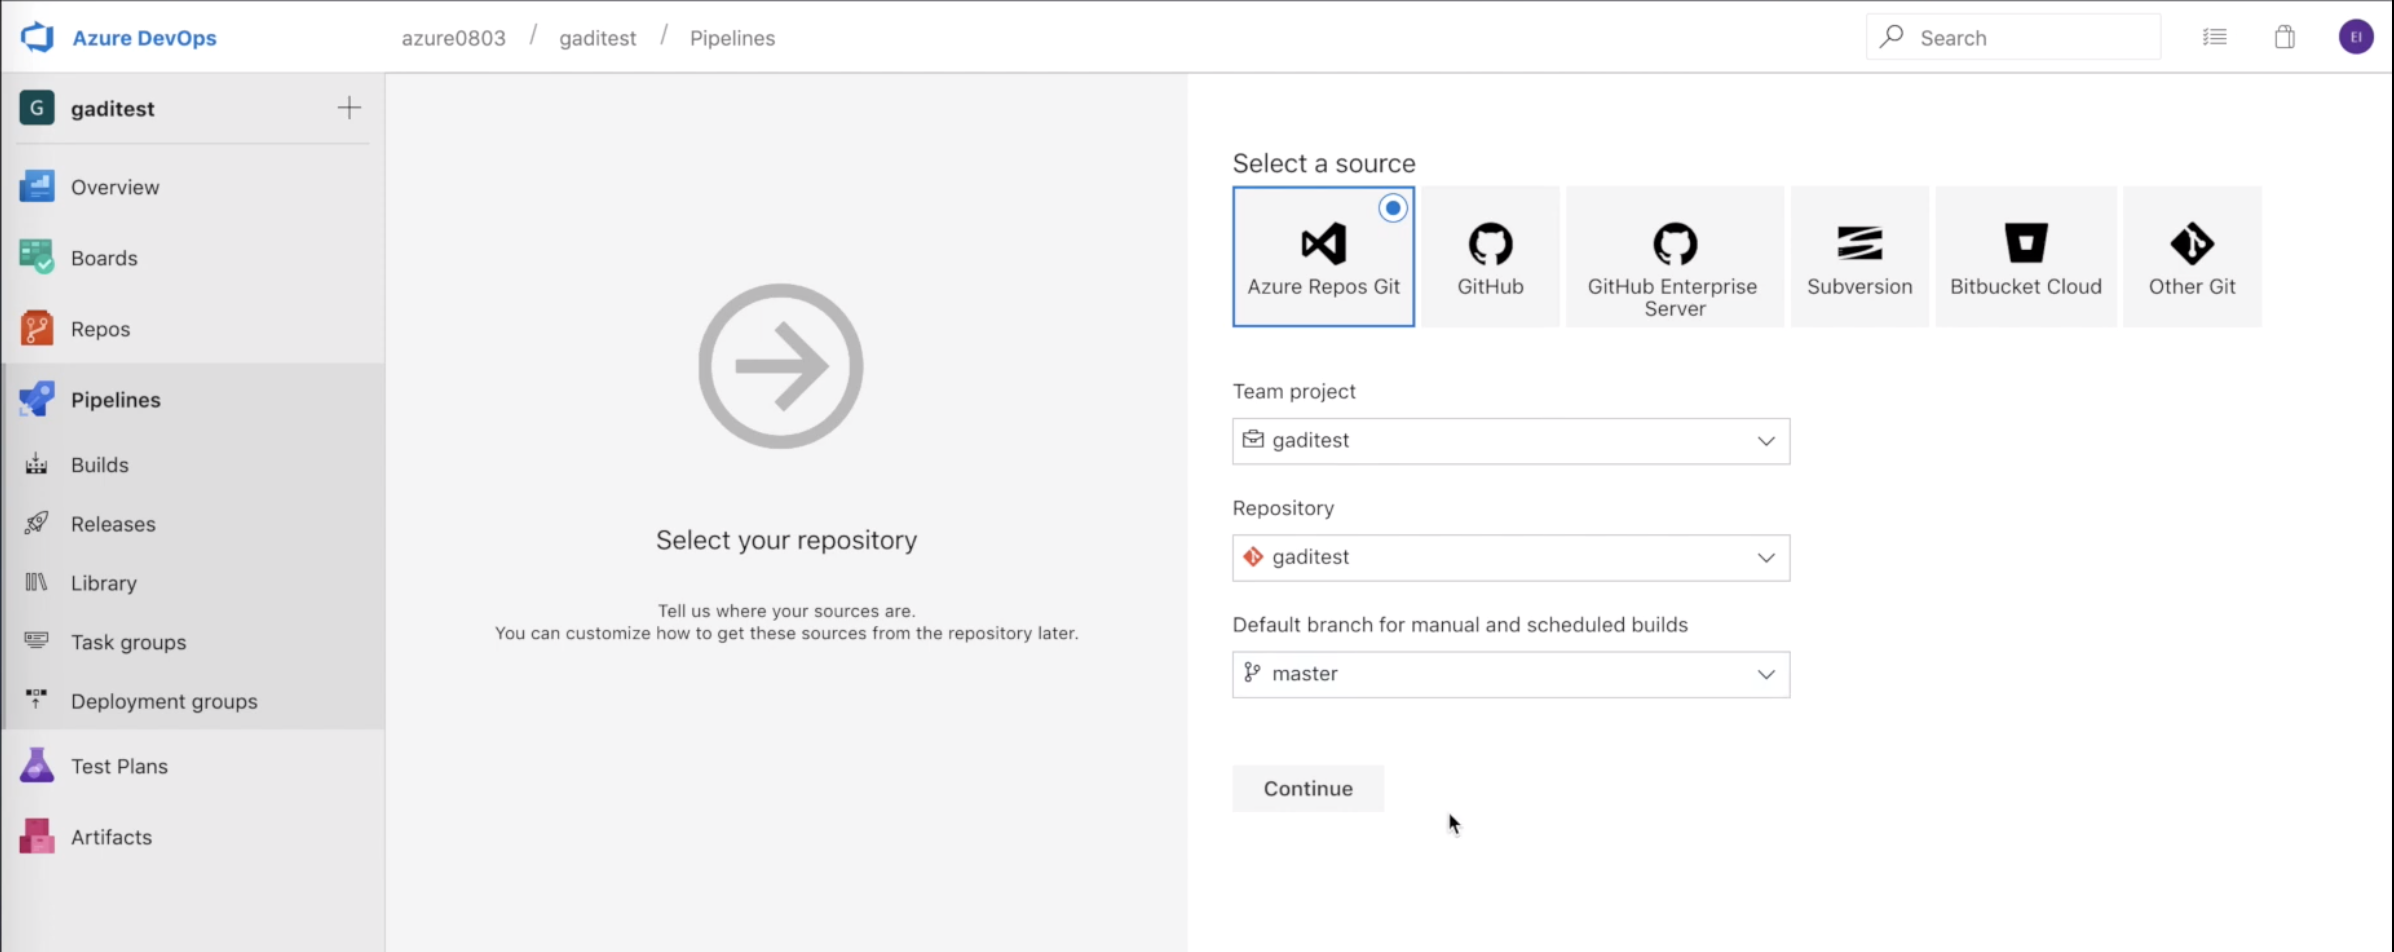 Azure DevOps
azure0803 / gaditest / Pipelines
Search
EI
G gaditest
Overview
Boards
Repos
Pipelines
Builds
Releases
Library
Task groups
Deployment groups
Test Plans
Artifacts
Select your repository
Tell us where your sources are.
You can customize how to get these sources from the repository later.
Select a source
Azure Repos Git
GitHub
GitHub Enterprise
Server
Subversion
Bitbucket Cloud
Other Git
Team project
gaditest
Repository
gaditest
Default branch for manual and scheduled builds
master
Continue